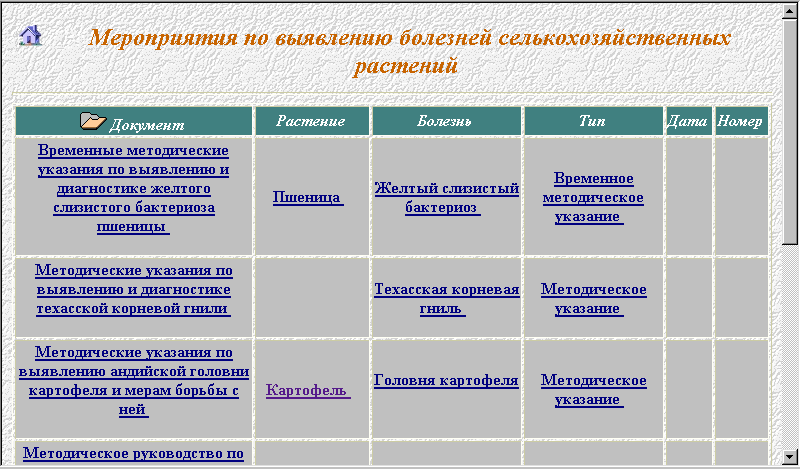 Мероприятия по выявлению болезней селькохозяйственных
растений
Документ Растение Болезнь Тип Дата Номер
Временные методические
указания по выявлению и
диагностике желтого
слизистого бактериоза
пшеницы
Пшеница
Желтый слизистый
бактериоз
Временное
методическое
указание
Методические указания по
выявлению и диагностике
техасской корневой гнили
Техасская корневая
гниль
Методическое
указание
Методические указания по
выявлению андийской головни
картофеля и мерам борьбы с
ней
Картофель
Головня картофеля
Методическое
указание
Методическое руководство по